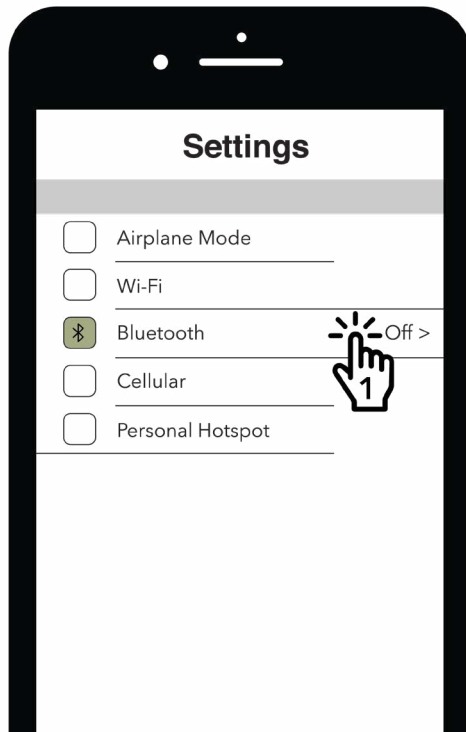 Settings
Airplane Mode
Wi-Fi
Bluetooth Off >
1
Cellular
Personal Hotspot